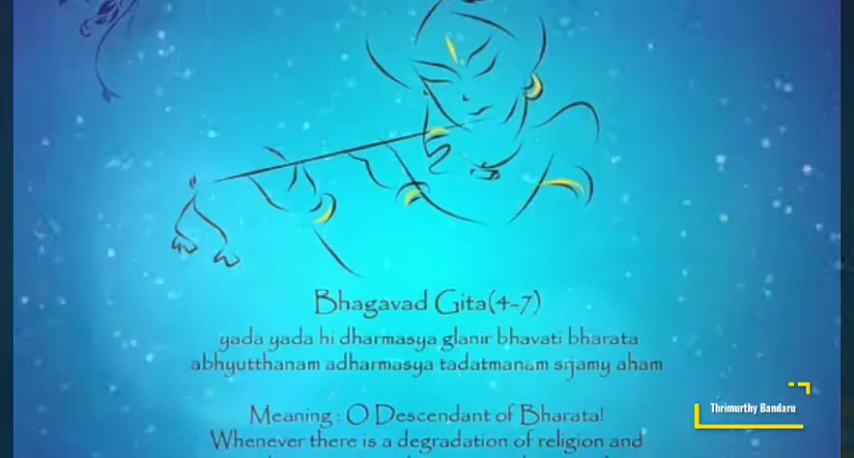 Bhagavad Gita(4-7)
yada yada hi dharmasya glanir bhavati bharata
abhyutthanam adharmasya tadatmanam srjamy aham
Meaning : O Descendant of Bharata!
Whenever there is a degradation of religion and
Thrimurthy Bandaru